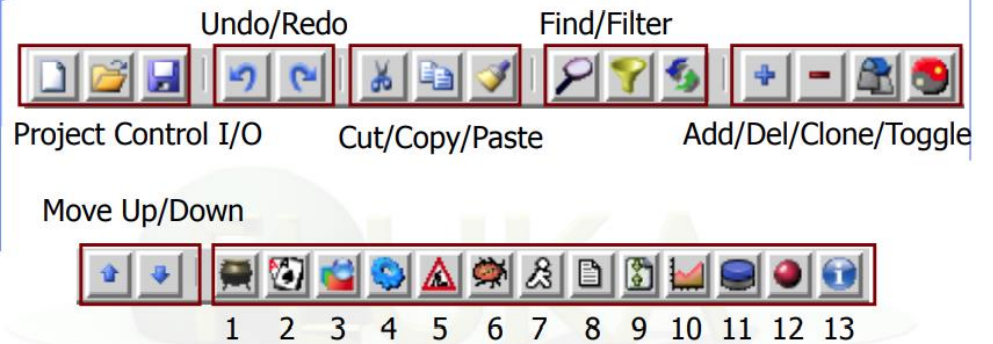 Undo/Redo Find/Filter
Project Control I/O Cut/Copy/Paste Add/Del/Clone/Toggle
Move Up/Down
FLUKA
1 2 3 4 5 6 7 8 9 10 11 12 13